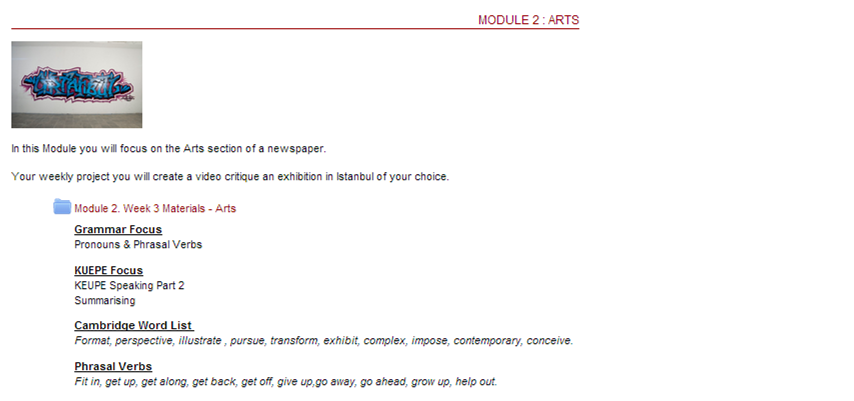 MODULE 2 : ARTS
In this Module you will focus on the Arts section of a newspaper.
Your weekly project you will create a video critique an exhibition in Istanbul of your choice.
Module 2. Week 3 Materials - Arts
Grammar Focus
Pronouns & Phrasal Verbs
KUEPE Focus
KEUPE Speaking Part 2
Summarising
Cambridge Word List
Format, perspective, illustrate , pursue, transform, exhibit, complex, impose, contemporary, conceive.
Phrasal Verbs
Fit in, get up, get along, get back, get off, give up,go away, go ahead, grow up, help out.